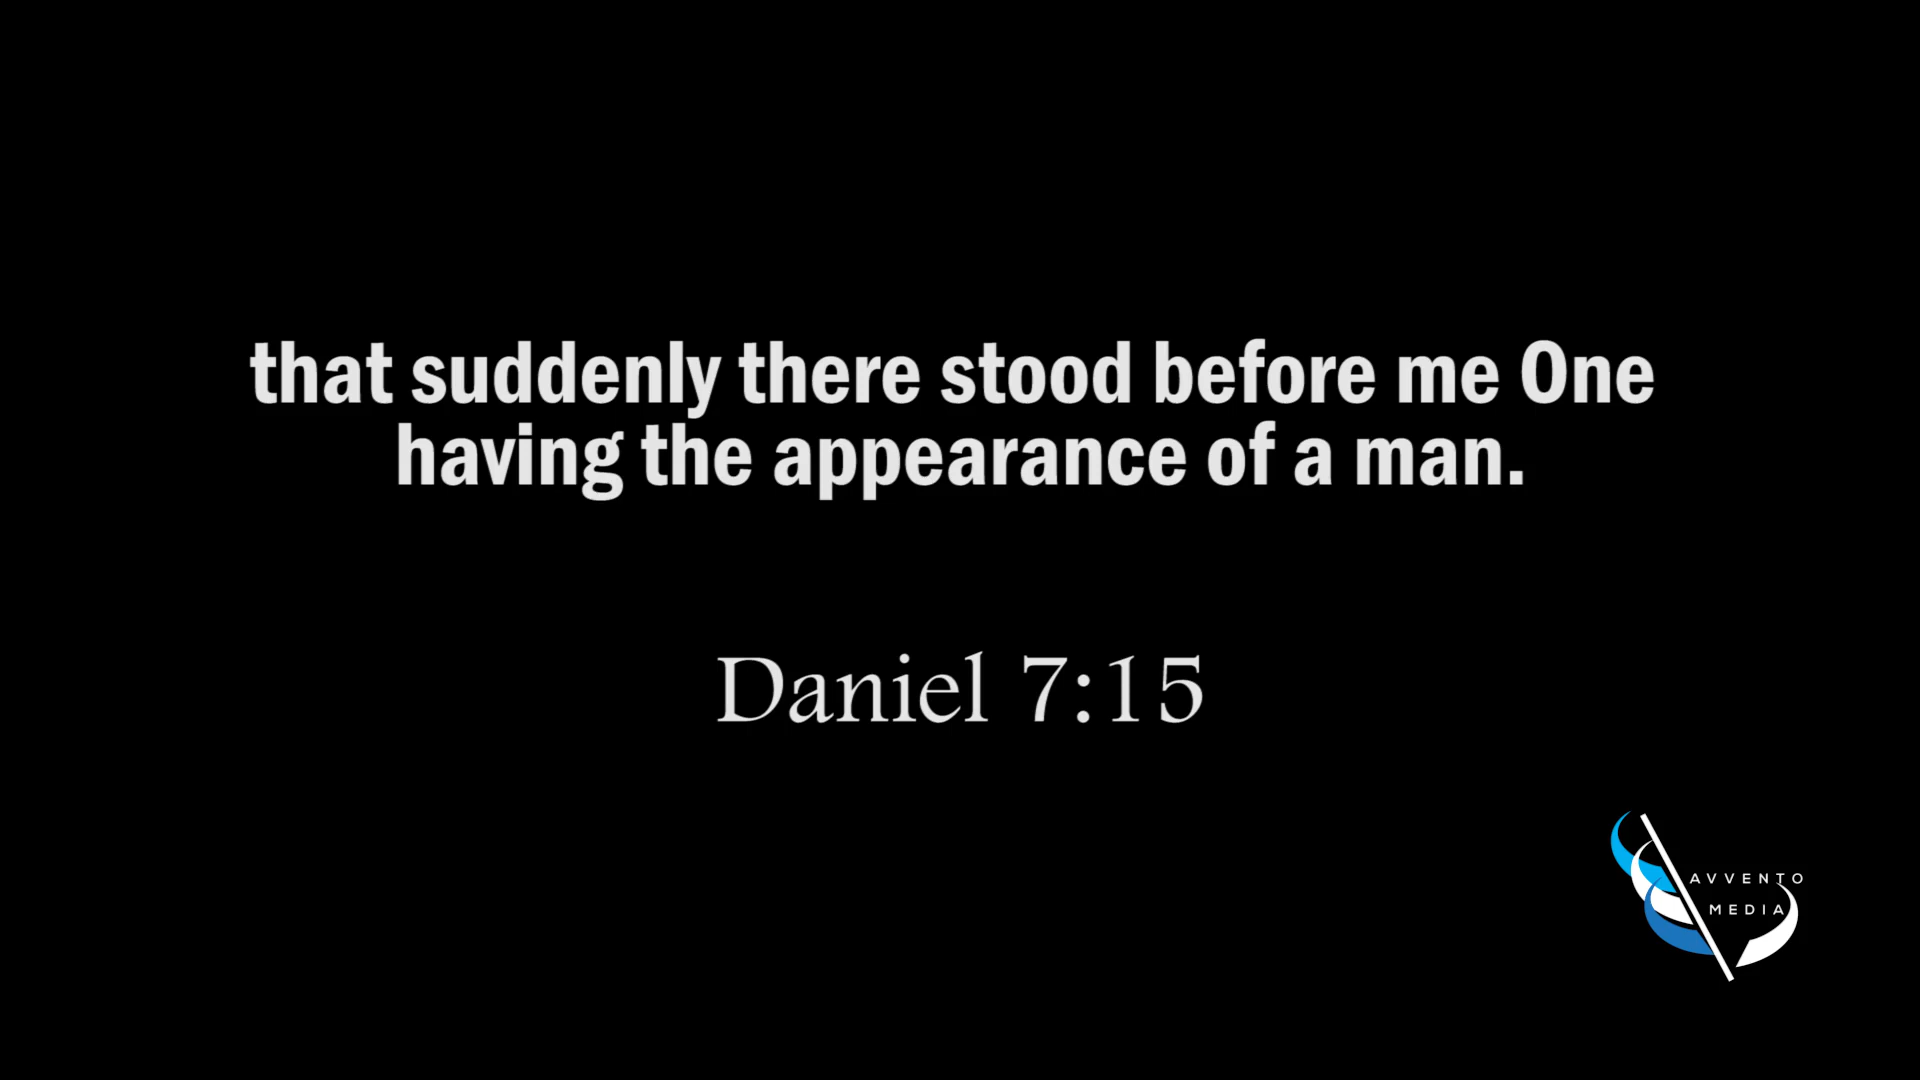 that suddenly there stood before me One
having the appearance of a man.
Daniel 7:15
AVVENTO
MEDIA